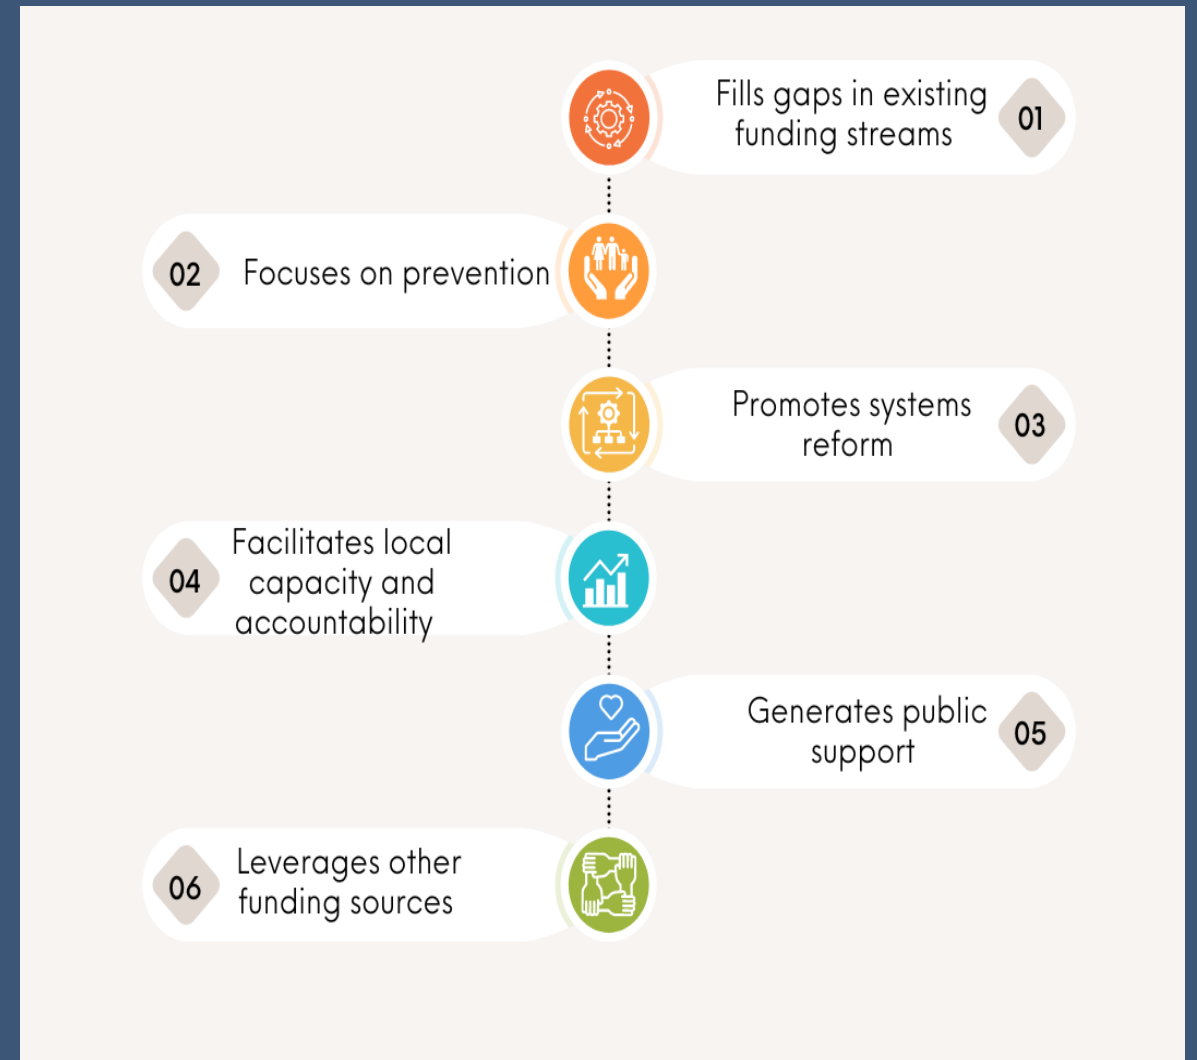 Fills gaps in existing
funding streams
01
02
Focuses on prevention
Promotes systems
reform
03
04
Facilitates local
capacity and
accountability
Generates public
support
05
06
Leverages other
funding sources